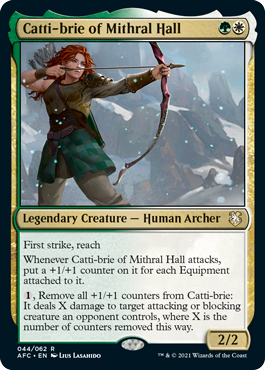 Catti-brie of Mithral Hall
Legendary Creature — Human Archer
First strike, reach
Whenever Catti-brie of Mithral Hall attacks,
put a +1/+1 counter on it for each Equipment
attached to it.
1, Remove all +1/+1 counters from Catti-brie:
It deals X damage to target attacking or blocking
creature an opponent controls, where X is the
number of counters removed this way.
2/2
044/062 R
AFC • EN Lius Lasahido
™ & © 2021 Wizards of the Coast